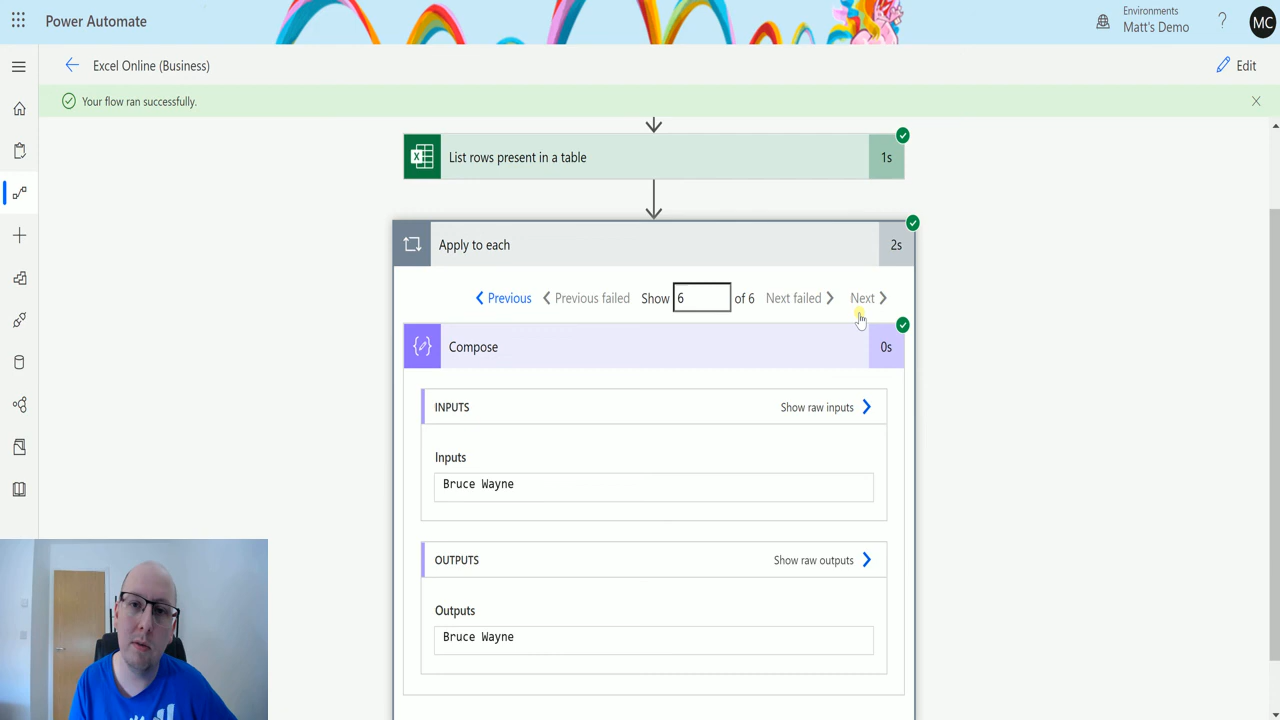 Power Automate
Environments
Matt's Demo
?
MC
Excel Online (Business)
Edit
Your flow ran successfully.
List rows present in a table
1s
Apply to each
2s
Previous
Previous failed
Show
6
of 6
Next failed
Next
Compose
0s
INPUTS
Show raw inputs
Inputs
Bruce Wayne
OUTPUTS
Show raw outputs
Outputs
Bruce Wayne